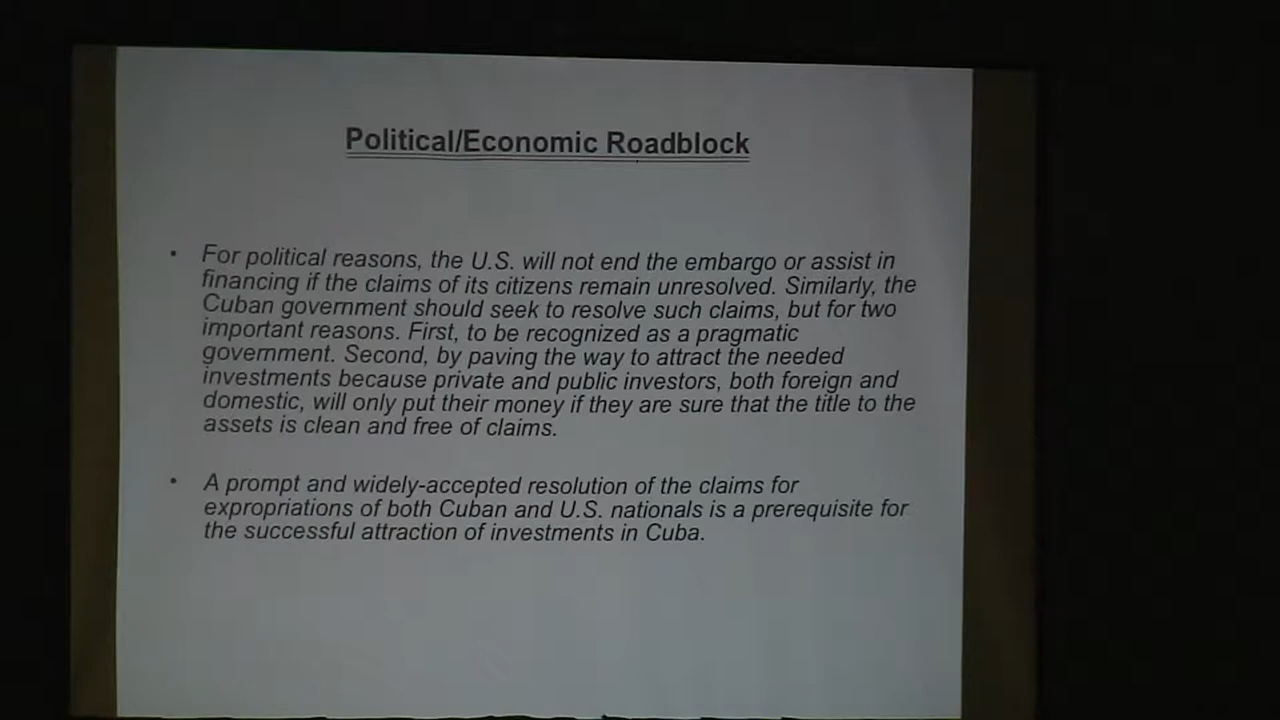 Political/Economic Roadblock
• For political reasons, the U.S. will not end the embargo or assist in
financing if the claims of its citizens remain unresolved. Similarly, the
Cuban government should seek to resolve such claims, but for two
important reasons. First, to be recognized as a pragmatic
government. Second, by paving the way to attract the needed
investments because private and public investors, both foreign and
domestic, will only put their money if they are sure that the title to the
assets is clean and free of claims.
• A prompt and widely-accepted resolution of the claims for
expropriations of both Cuban and U.S. nationals is a prerequisite for
the successful attraction of investments in Cuba.